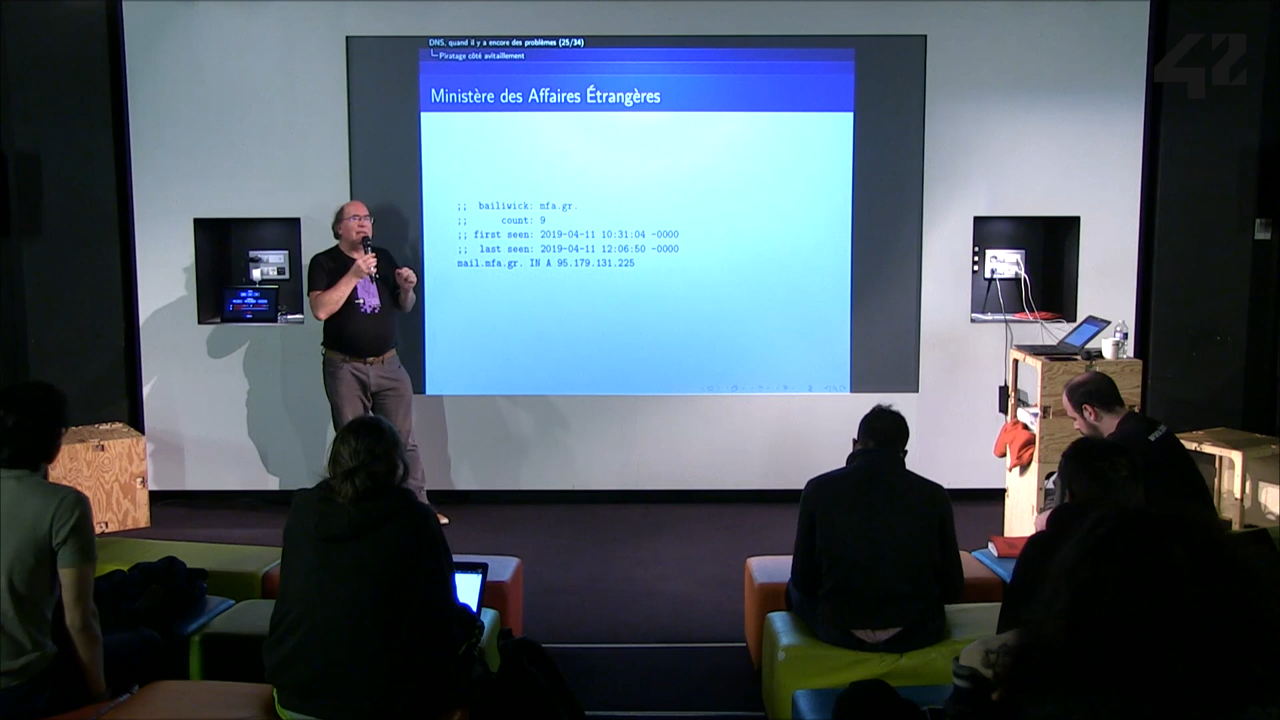 42
DNS, quand il y a encore des problèmes (25/34)
Piratage côté avitaillement
Ministère des Affaires Étrangères
;; bailiwick: mfa.gr.
;; count: 9
;; first seen: 2019-04-11 10:31:04 -0000
;; last seen: 2019-04-11 12:06:50 -0000
mail.mfa.gr. IN A 95.179.131.225